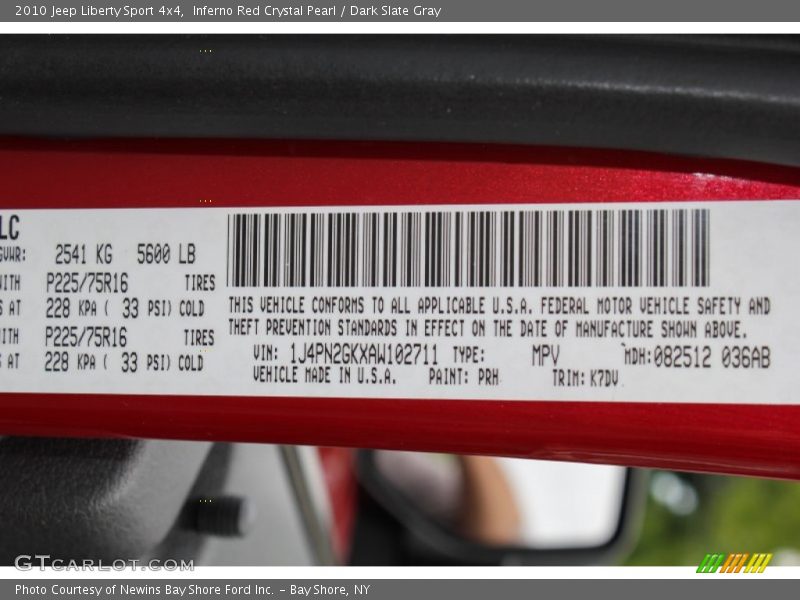 2010 Jeep Liberty Sport 4x4,  Inferno Red Crystal Pearl / Dark Slate Gray
LC
GVWR: 2541 KG 5600 LB
WITH P225/75R16 TIRES
S AT 228 KPA ( 33 PSI) COLD
WITH P225/75R16 TIRES
S AT 228 KPA ( 33 PSI) COLD
THIS VEHICLE CONFORMS TO ALL APPLICABLE U.S.A. FEDERAL MOTOR VEHICLE SAFETY AND
THEFT PREVENTION STANDARDS IN EFFECT ON THE DATE OF MANUFACTURE SHOWN ABOVE.
VIN: 1J4PN2GKXAW102711 TYPE: MPV MDH:082512 036AB
VEHICLE MADE IN U.S.A. PAINT: PRH TRIM: K7DV
GTCARLOT.COM
Photo Courtesy of Newins Bay Shore Ford Inc. - Bay Shore, NY